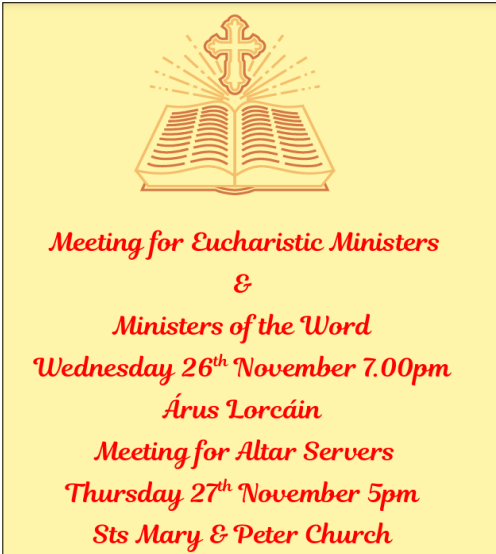 Meeting for Eucharistic Ministers
&
Ministers of the Word
Wednesday 26th November 7.00pm
Árus Lorcáin
Meeting for Altar Servers
Thursday 27th November 5pm
Sts Mary & Peter Church